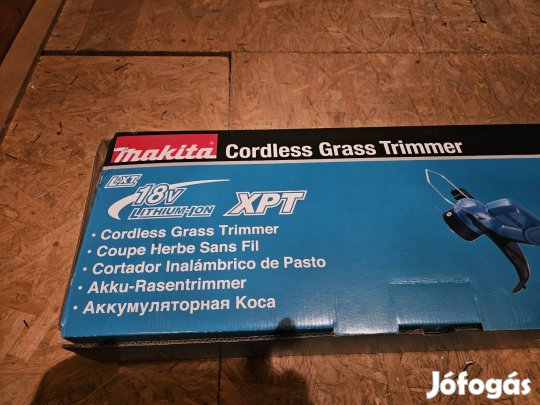 makita Cordless Grass Trimmer
LXT
18V
LITHIUM-ION XPT
· Cordless Grass Trimmer
· Coupe Herbe Sans Fil
· Cortador Inalámbrico de Pasto
· Akku-Rasentrimmer
· Аккумуляторная Коса
Jófogás